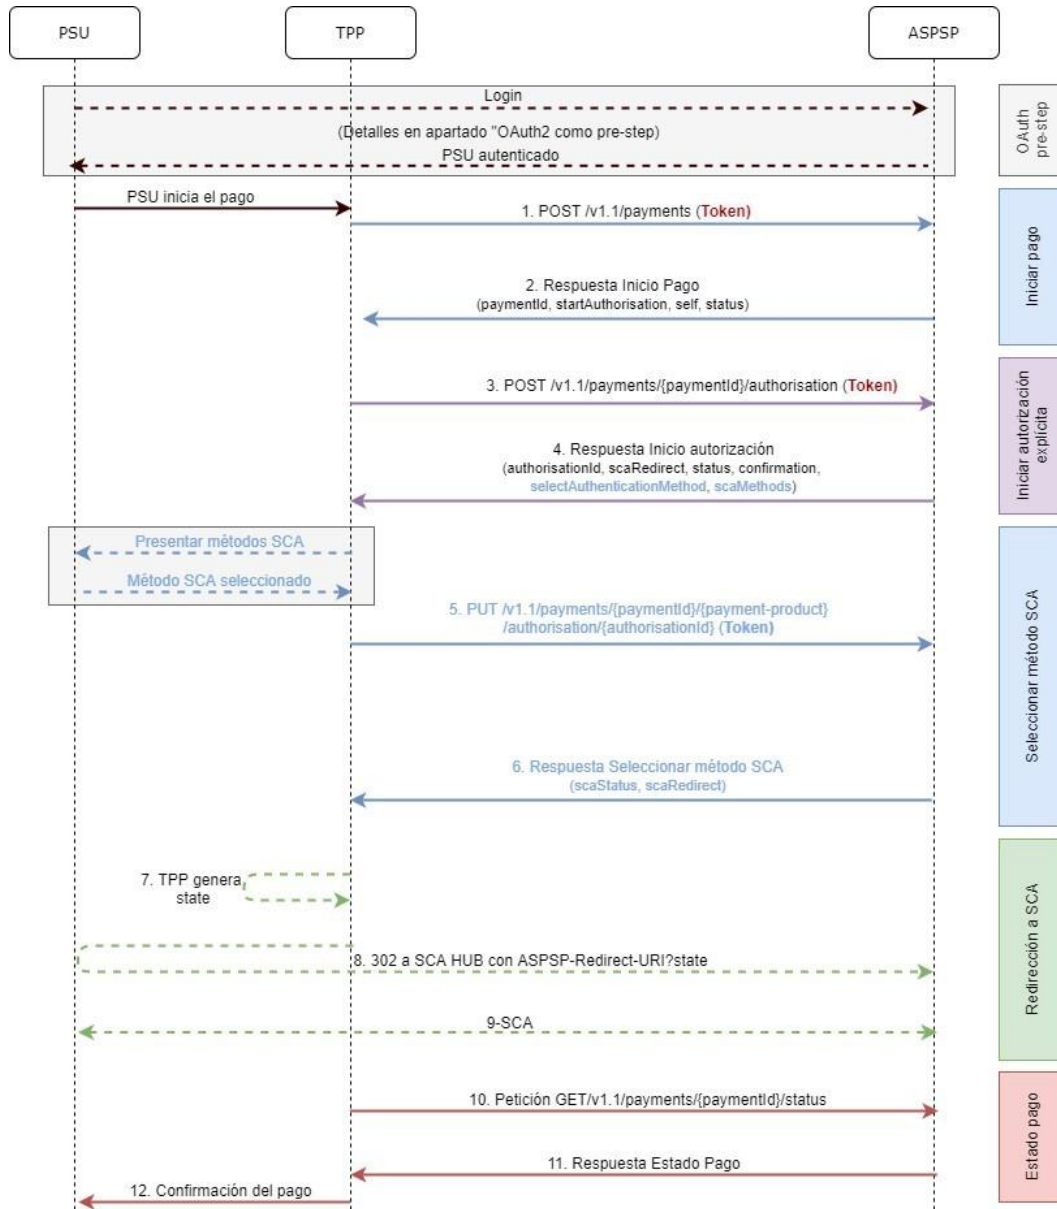 PSU
TPP
ASPSP
Login
(Detalles en apartado "OAuth2 como pre-step)
PSU autenticado
OAuth
pre-step
PSU inicia el pago
1. POST /v1.1/payments (Token)
2. Respuesta Inicio Pago
(paymentId, startAuthorisation, self, status)
Iniciar pago
3. POST /v1.1/payments/{paymentId}/authorisation (Token)
4. Respuesta Inicio autorización
(authorisationId, scaRedirect, status, confirmation,
selectAuthenticationMethod, scaMethods)
Iniciar autorización
explícita
Presentar métodos SCA
Método SCA seleccionado
5. PUT /v1.1/payments/{paymentId}/{payment-product}
/authorisation/{authorisationId} (Token)
6. Respuesta Seleccionar método SCA
(scaStatus, scaRedirect)
Seleccionar método SCA
7. TPP genera
state
8. 302 a SCA HUB con ASPSP-Redirect-URI?state
9-SCA
Redirección a SCA
10. Petición GET/v1.1/payments/{paymentId}/status
11. Respuesta Estado Pago
12. Confirmación del pago
Estado pago